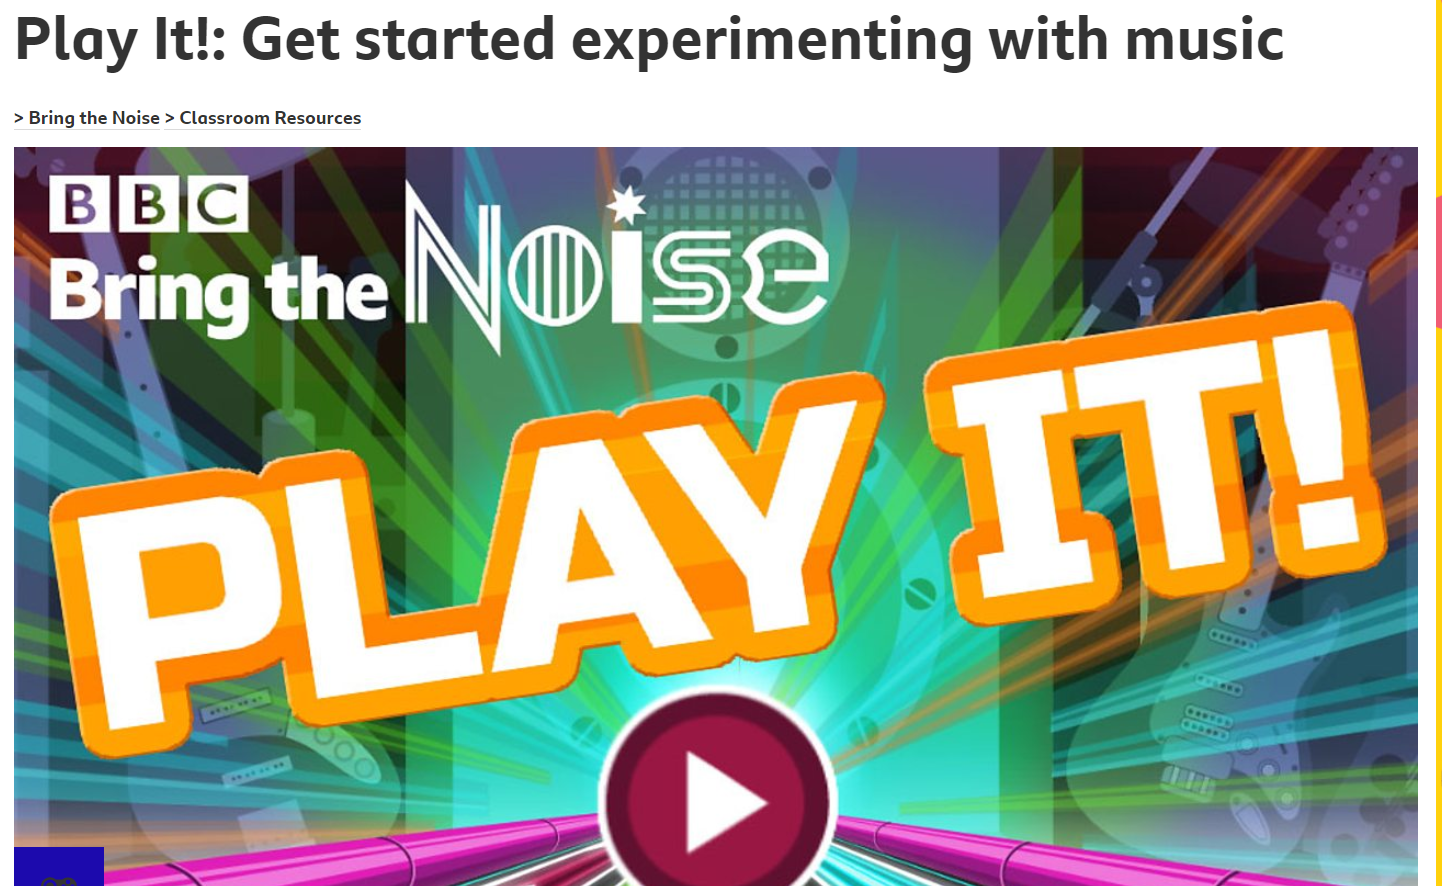 Play It!: Get started experimenting with music
> Bring the Noise > Classroom Resources
BBC
Bring the Noise
PLAY IT!